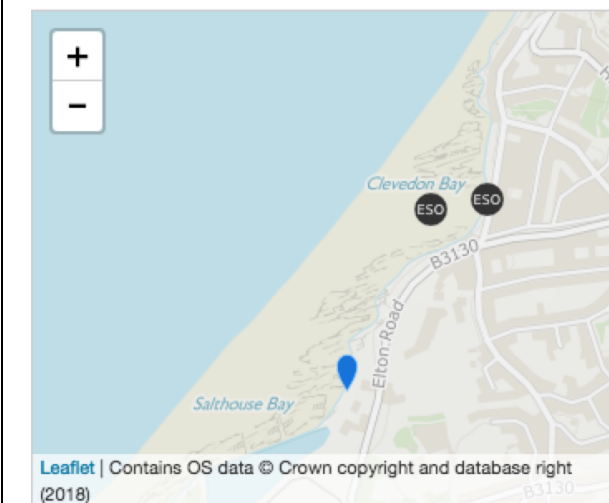 +
−
Clevedon Bay
ESO
ESO
B3130
Elton Road
Salthouse Bay
Leaflet | Contains OS data © Crown copyright and database right
(2018)
B3130